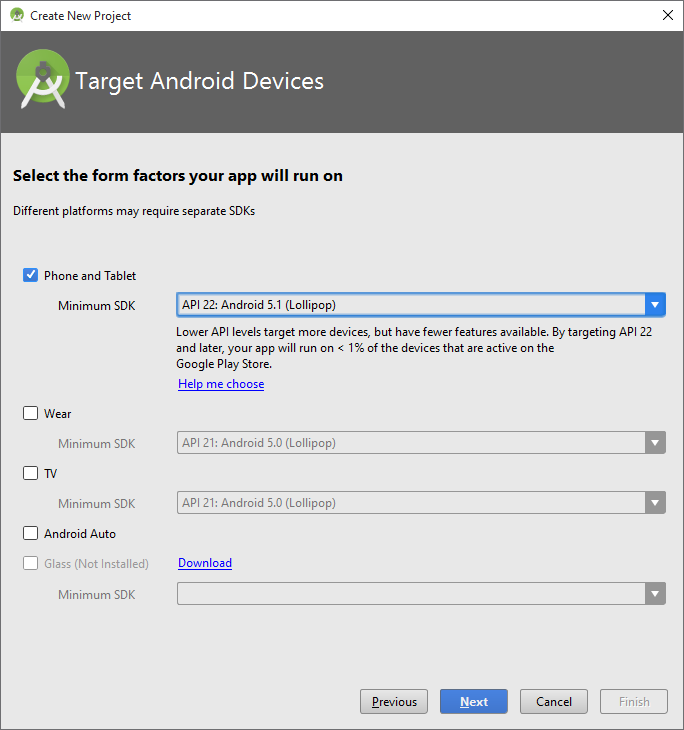 Create New Project
Target Android Devices
Select the form factors your app will run on
Different platforms may require separate SDKs
Phone and Tablet
Minimum SDK
API 22: Android 5.1 (Lollipop)
Lower API levels target more devices, but have fewer features available. By targeting API 22
and later, your app will run on < 1% of the devices that are active on the
Google Play Store.
Help me choose
Wear
Minimum SDK
API 21: Android 5.0 (Lollipop)
TV
Minimum SDK
API 21: Android 5.0 (Lollipop)
Android Auto
Glass (Not Installed)
Download
Minimum SDK
Previous
Next
Cancel
Finish